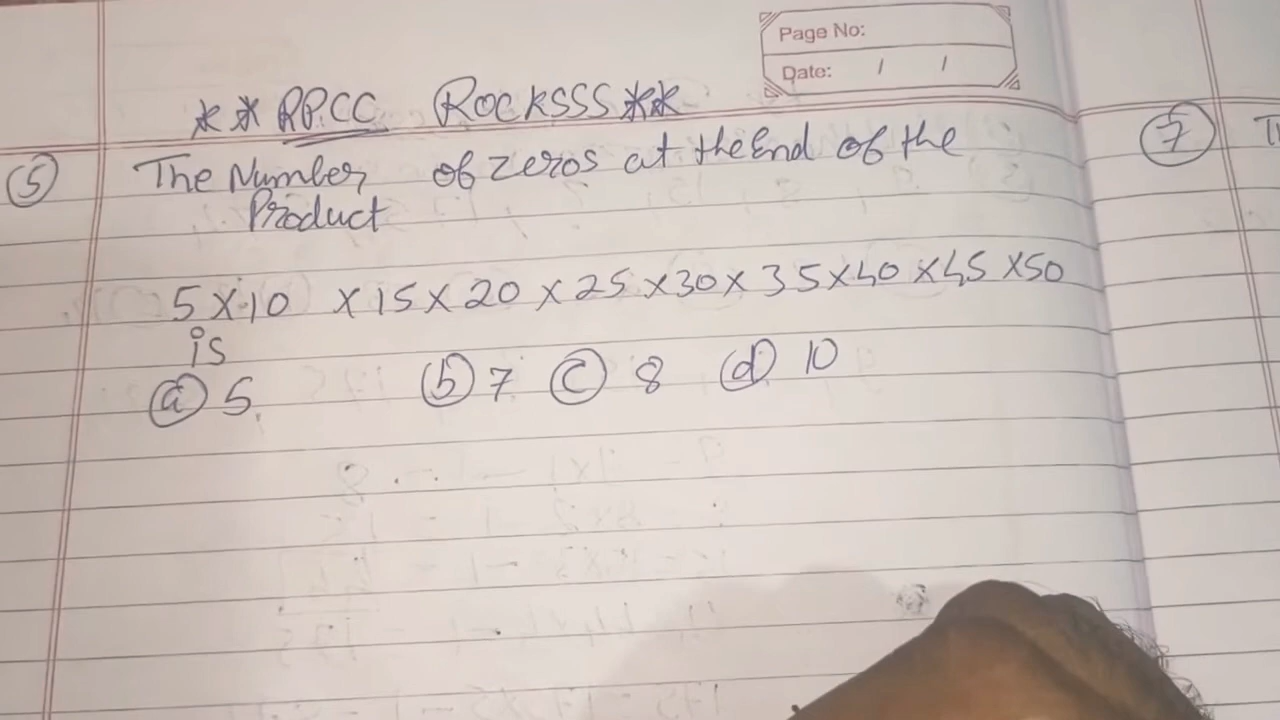 Page No:
Date: / /
** RPCC ROCKSSS **
5 The Number of zeros at the End of the
Product
5 X 10 X 15 X 20 X 25 X 30 X 35 X 40 X 45 X 50
is
a 5 b 7 c 8 d 10
7 Th